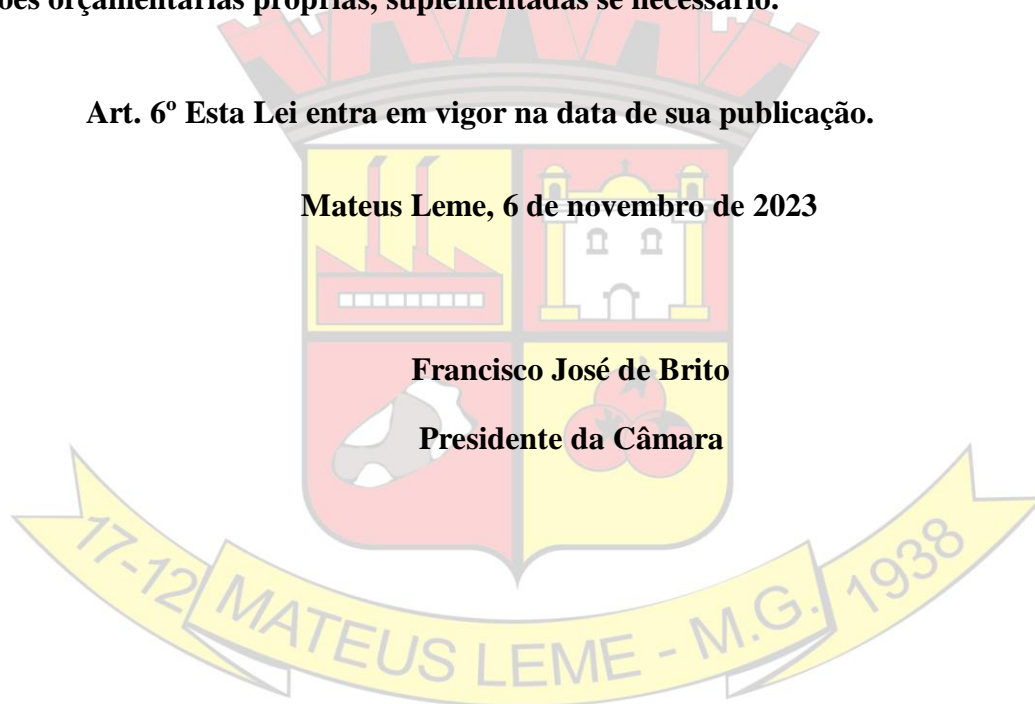 ões orçamentárias próprias, suplementadas se necessário.
Art. 6º Esta Lei entra em vigor na data de sua publicação.
Mateus Leme, 6 de novembro de 2023
Francisco José de Brito
Presidente da Câmara
17-12 MATEUS LEME - M.G. 1938